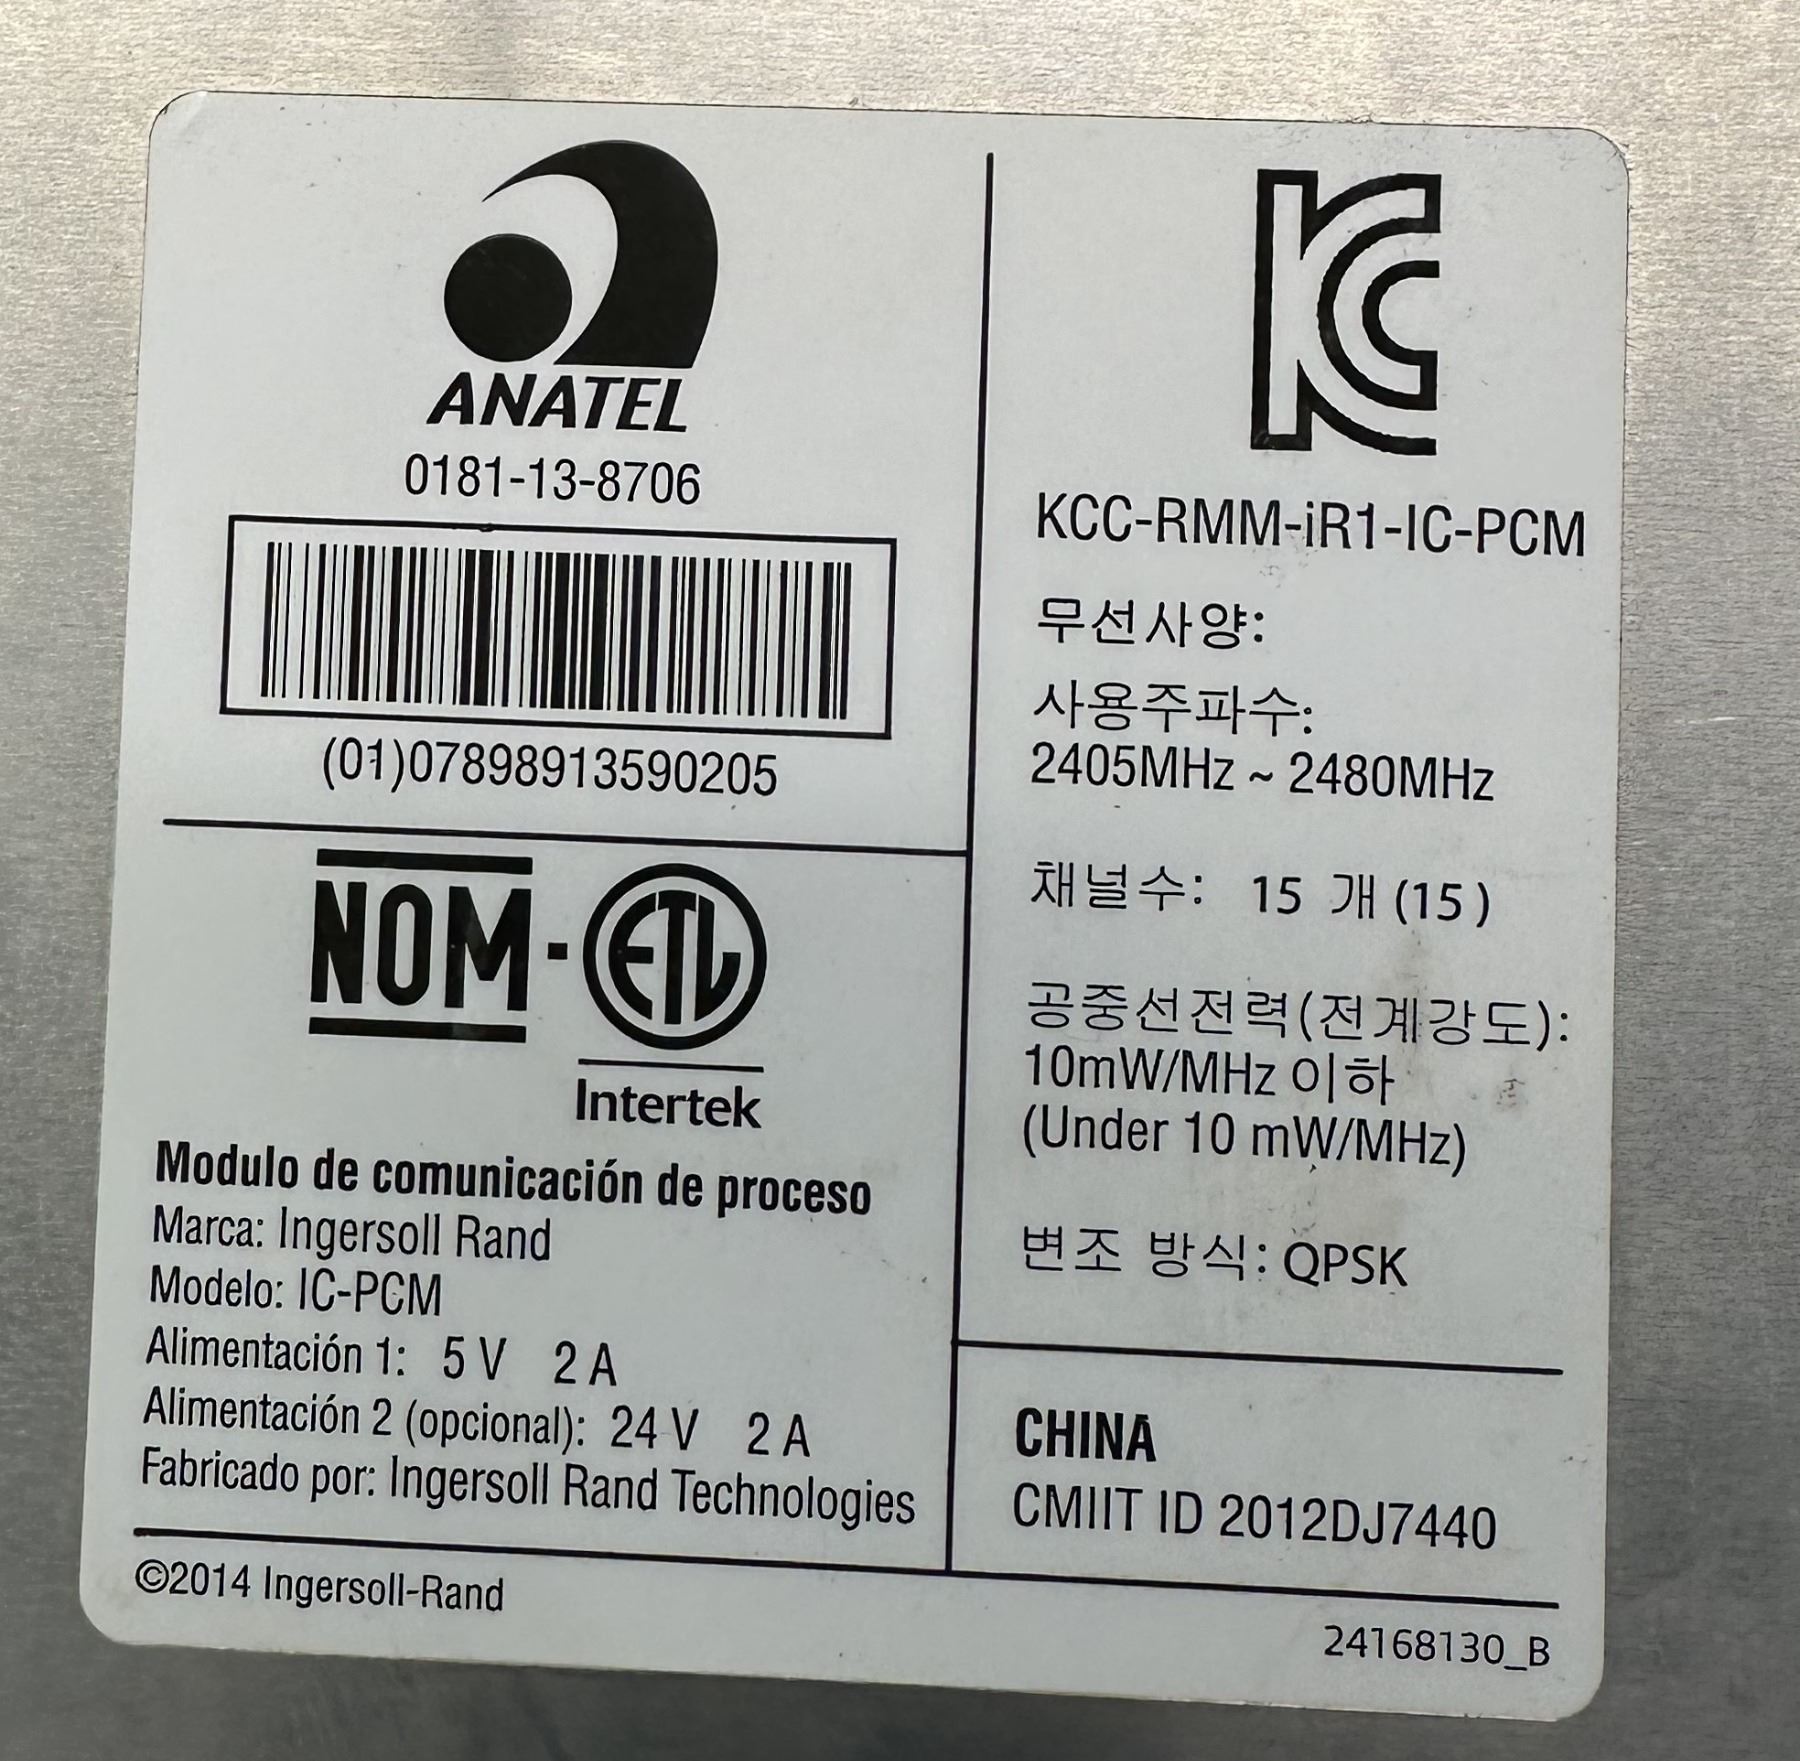 ANATEL
0181-13-8706
(01)07898913590205
NOM-ETL
Intertek
Modulo de comunicación de proceso
Marca: Ingersoll Rand
Modelo: IC-PCM
Alimentación 1: 5 V 2 A
Alimentación 2 (opcional): 24 V 2 A
Fabricado por: Ingersoll Rand Technologies
©2014 Ingersoll-Rand
KC
KCC-RMM-iR1-IC-PCM
무선사양:
사용주파수:
2405MHz ~ 2480MHz
채널수: 15 개 (15)
공중선전력(전계강도):
10mW/MHz 이하
(Under 10 mW/MHz)
변조 방식: QPSK
CHINA
CMIIT ID 2012DJ7440
24168130_B